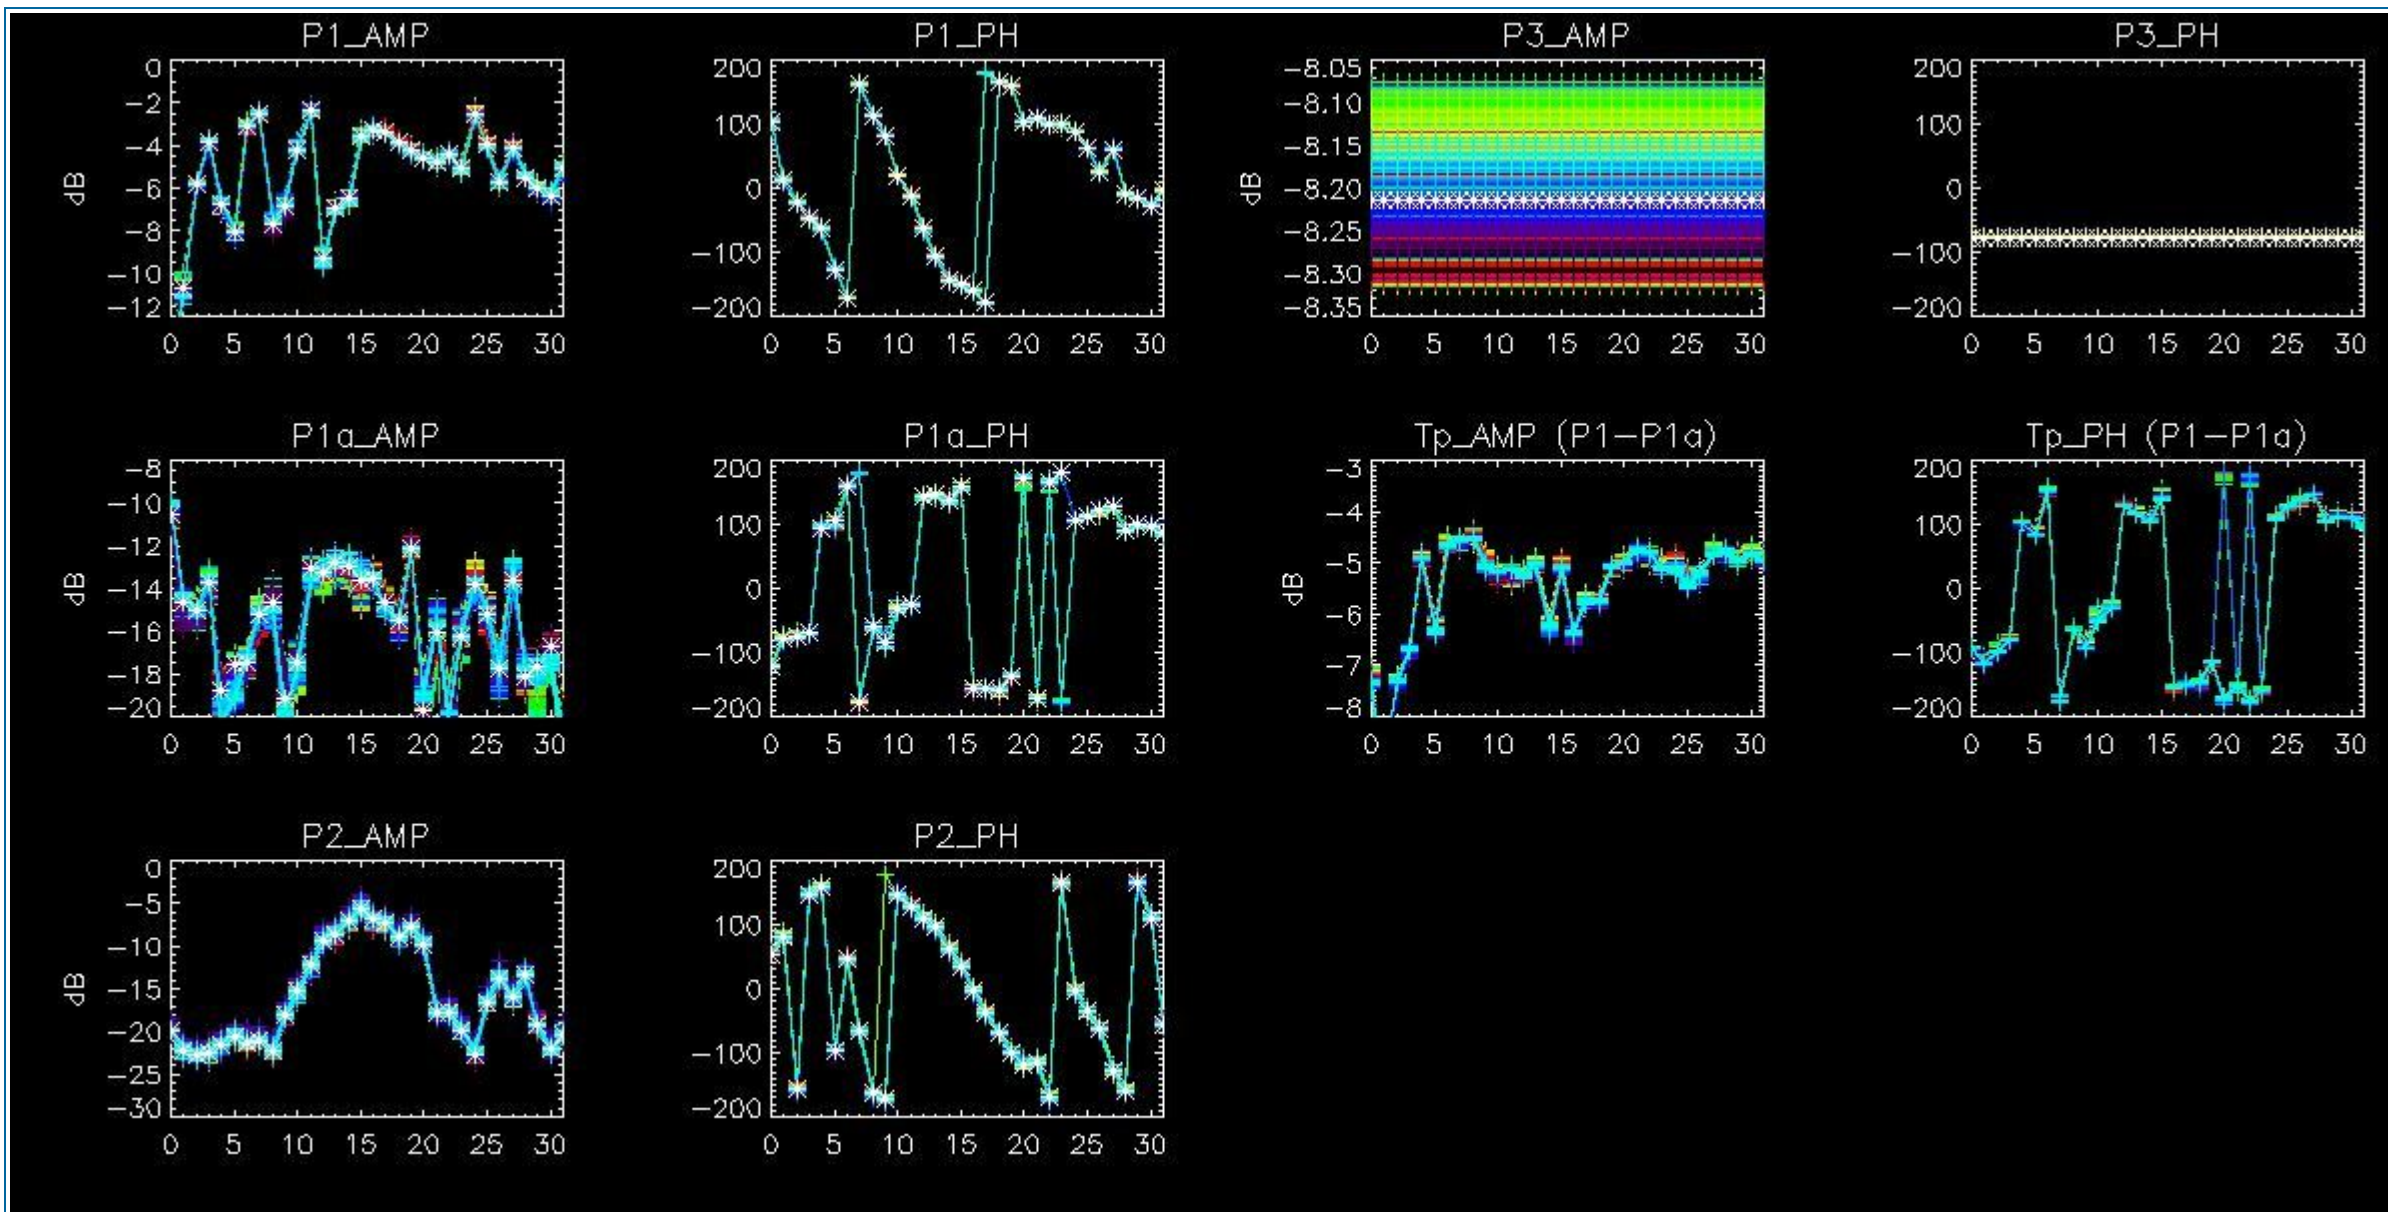 P1_AMP
P1_PH
P3_AMP
P3_PH
0
−2
−4
−6
−8
−10
−12
dB
0 5 10 15 20 25 30
200
100
0
−100
−200
0 5 10 15 20 25 30
−8.05
−8.10
−8.15
−8.20
−8.25
−8.30
−8.35
dB
0 5 10 15 20 25 30
200
100
0
−100
−200
0 5 10 15 20 25 30
P1a_AMP
P1a_PH
Tp_AMP (P1−P1a)
Tp_PH (P1−P1a)
−8
−10
−12
−14
−16
−18
−20
dB
0 5 10 15 20 25 30
200
100
0
−100
−200
0 5 10 15 20 25 30
−3
−4
−5
−6
−7
−8
dB
0 5 10 15 20 25 30
200
100
0
−100
−200
0 5 10 15 20 25 30
P2_AMP
P2_PH
0
−5
−10
−15
−20
−25
−30
dB
0 5 10 15 20 25 30
200
100
0
−100
−200
0 5 10 15 20 25 30